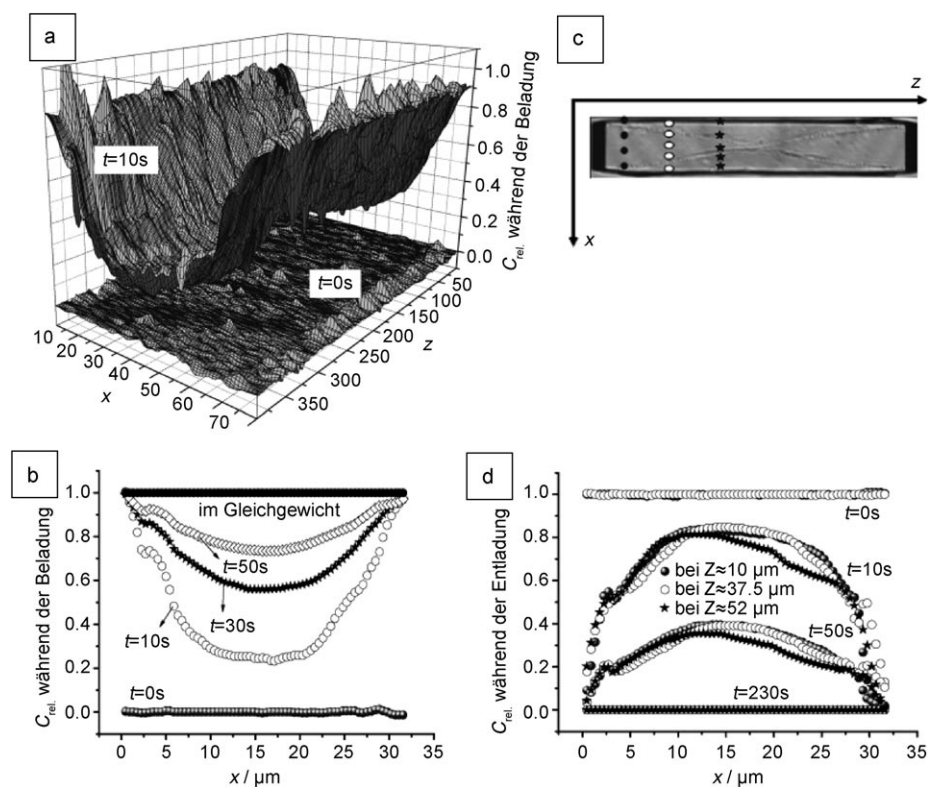 a
t=10s
t=0s
1.0
0.8
0.6
0.4
0.2
0.0
C_rel. während der Beladung
50
100
150
200
250
300
350
z
10
20
30
40
50
60
70
x
c
z
x
b
1.0
0.8
0.6
0.4
0.2
0.0
C_rel. während der Beladung
im Gleichgewicht
t=50s
t=30s
t=10s
t=0s
0 5 10 15 20 25 30 35
x / µm
d
1.0
0.8
0.6
0.4
0.2
0.0
C_rel. während der Entladung
t=0s
bei Z≈10 µm
bei Z≈37.5 µm
bei Z≈52 µm
t=10s
t=50s
t=230s
0 5 10 15 20 25 30 35
x / µm